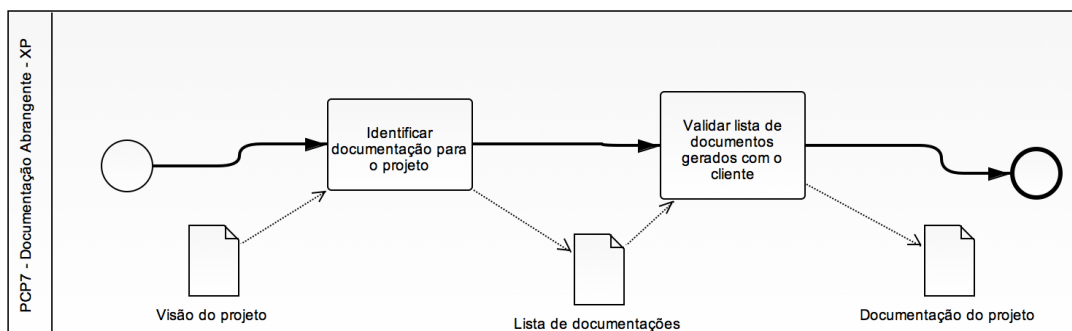 PCP7 - Documentação Abrangente - XP
Identificar
documentação para
o projeto
Validar lista de
documentos
gerados com o
cliente
Visão do projeto
Lista de documentações
Documentação do projeto